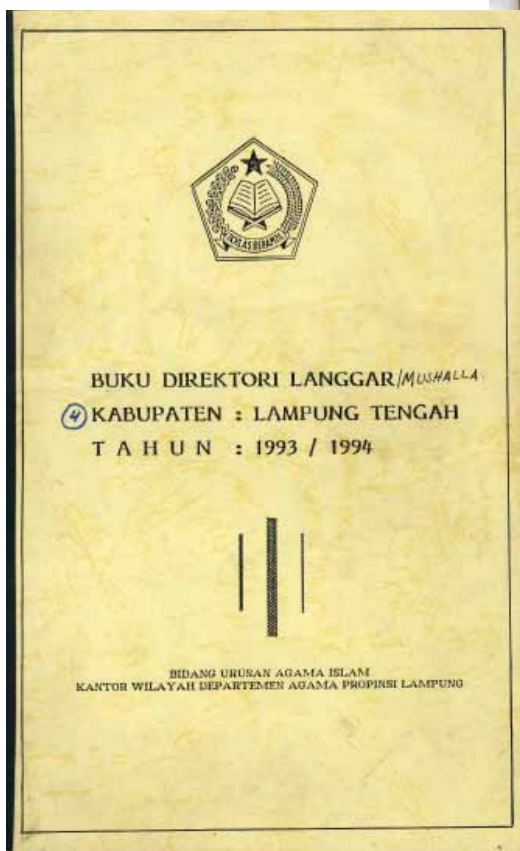 IKHLAS BERAMAL
BUKU DIREKTORI LANGGAR/MUSHALLA
4 KABUPATEN : LAMPUNG TENGAH
T A H U N : 1993 / 1994
BIDANG URUSAN AGAMA ISLAM
KANTOR WILAYAH DEPARTEMEN AGAMA PROPINSI LAMPUNG